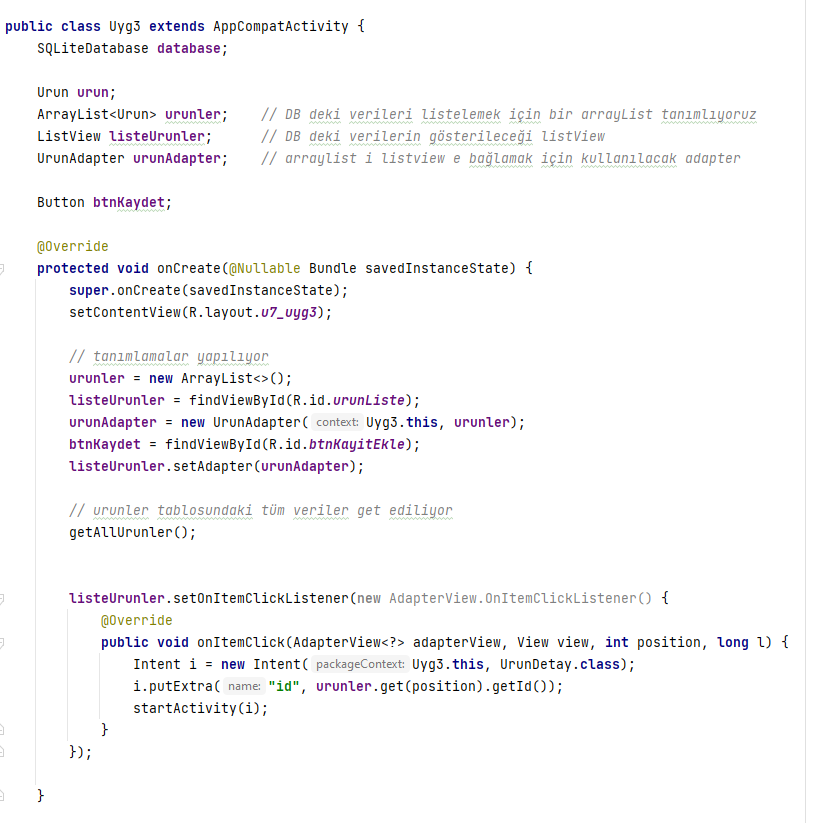 public class Uyg3 extends AppCompatActivity {
    SQLiteDatabase database;

    Urun urun;
    ArrayList<Urun> urunler;    // DB deki verileri listelemek için bir arrayList tanımlıyoruz
    ListView listeUrunler;      // DB deki verilerin gösterileceği listView
    UrunAdapter urunAdapter;    // arraylist i listview e bağlamak için kullanılacak adapter

    Button btnKaydet;

    @Override
    protected void onCreate(@Nullable Bundle savedInstanceState) {
        super.onCreate(savedInstanceState);
        setContentView(R.layout.u7_uyg3);

        // tanımlamalar yapılıyor
        urunler = new ArrayList<>();
        listeUrunler = findViewById(R.id.urunListe);
        urunAdapter = new UrunAdapter( context: Uyg3.this, urunler);
        btnKaydet = findViewById(R.id.btnKayitEkle);
        listeUrunler.setAdapter(urunAdapter);

        // urunler tablosundaki tüm veriler get ediliyor
        getAllUrunler();


        listeUrunler.setOnItemClickListener(new AdapterView.OnItemClickListener() {
            @Override
            public void onItemClick(AdapterView<?> adapterView, View view, int position, long l) {
                Intent i = new Intent( packageContext: Uyg3.this, UrunDetay.class);
                i.putExtra( name: "id", urunler.get(position).getId());
                startActivity(i);
            }
        });

    }